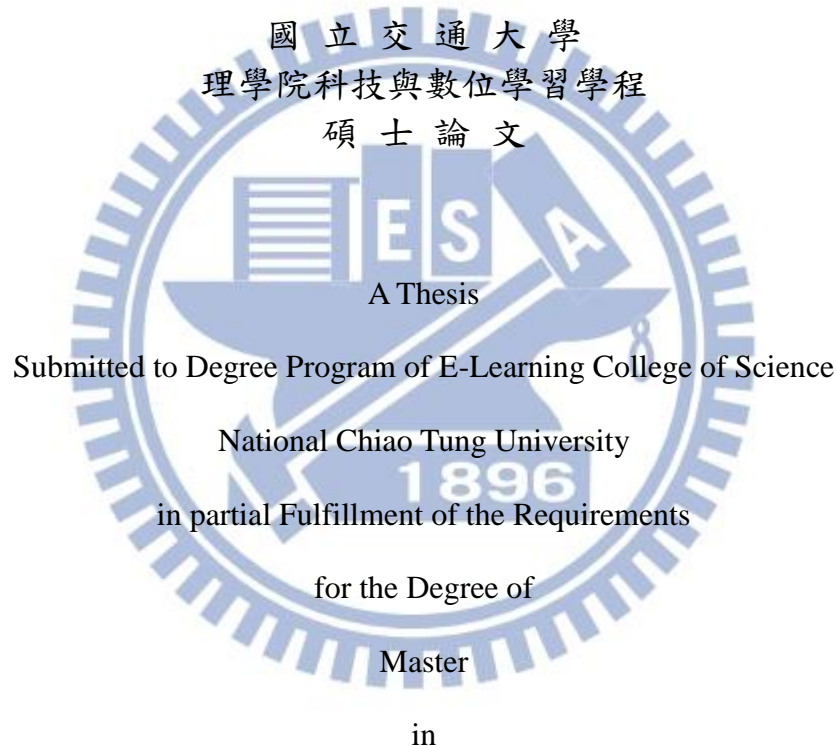 國立交通大學
理學院科技與數位學習學程
碩士論文
E S A
A Thesis
Submitted to Degree Program of E-Learning College of Science
National Chiao Tung University
1896
in partial Fulfillment of the Requirements
for the Degree of
Master
in